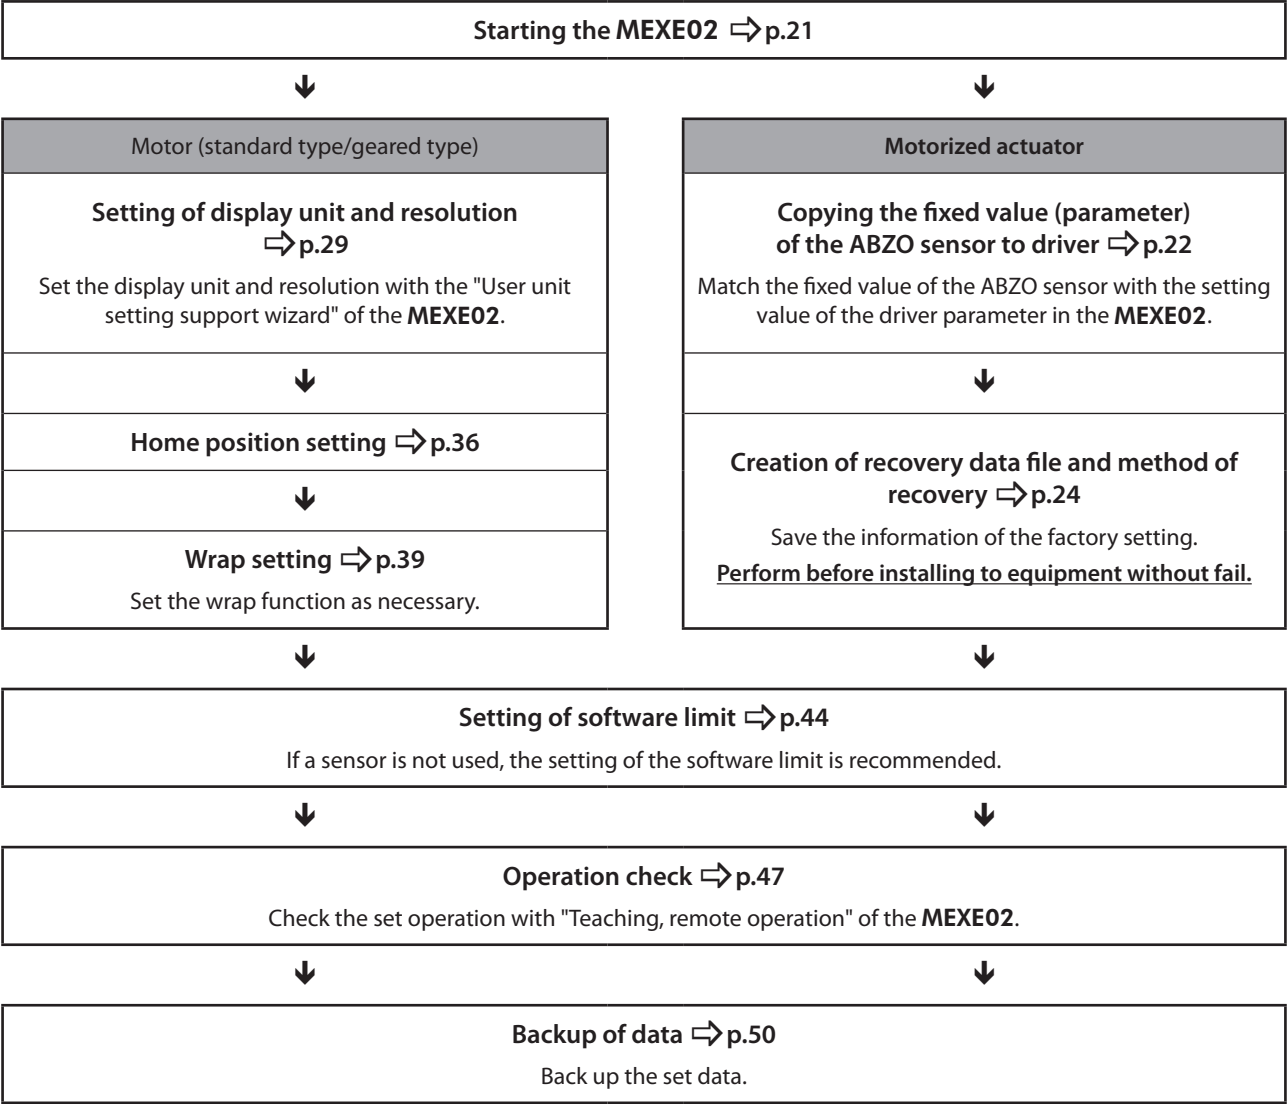 Starting the MEXE02 ⇨ p.21
Motor (standard type/geared type)
Setting of display unit and resolution
⇨ p.29
Set the display unit and resolution with the "User unit
setting support wizard" of the MEXE02.
Home position setting ⇨ p.36
Wrap setting ⇨ p.39
Set the wrap function as necessary.
Motorized actuator
Copying the fixed value (parameter)
of the ABZO sensor to driver ⇨ p.22
Match the fixed value of the ABZO sensor with the setting
value of the driver parameter in the MEXE02.
Creation of recovery data file and method of
recovery ⇨ p.24
Save the information of the factory setting.
Perform before installing to equipment without fail.
Setting of software limit ⇨ p.44
If a sensor is not used, the setting of the software limit is recommended.
Operation check ⇨ p.47
Check the set operation with "Teaching, remote operation" of the MEXE02.
Backup of data ⇨ p.50
Back up the set data.